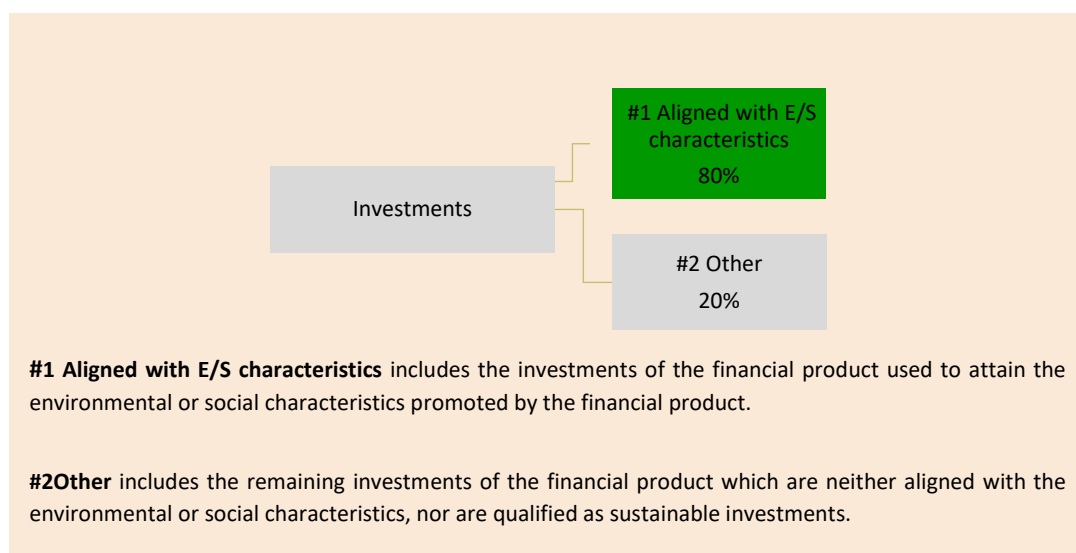 #1 Aligned with E/S
characteristics
80%
Investments
#2 Other
20%
#1 Aligned with E/S characteristics includes the investments of the financial product used to attain the
environmental or social characteristics promoted by the financial product.
#2Other includes the remaining investments of the financial product which are neither aligned with the
environmental or social characteristics, nor are qualified as sustainable investments.